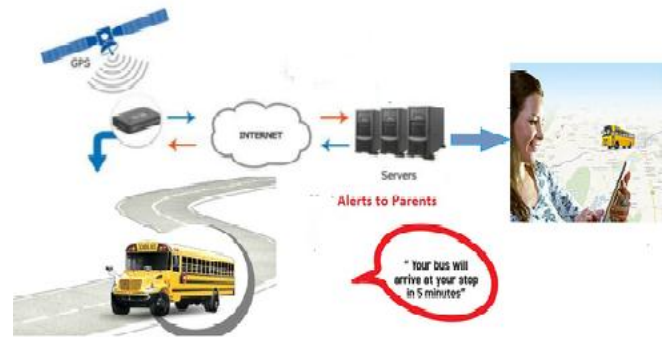 GPS
INTERNET
Servers
Alerts to Parents
" Your bus will
arrive at your stop
in 5 minutes"